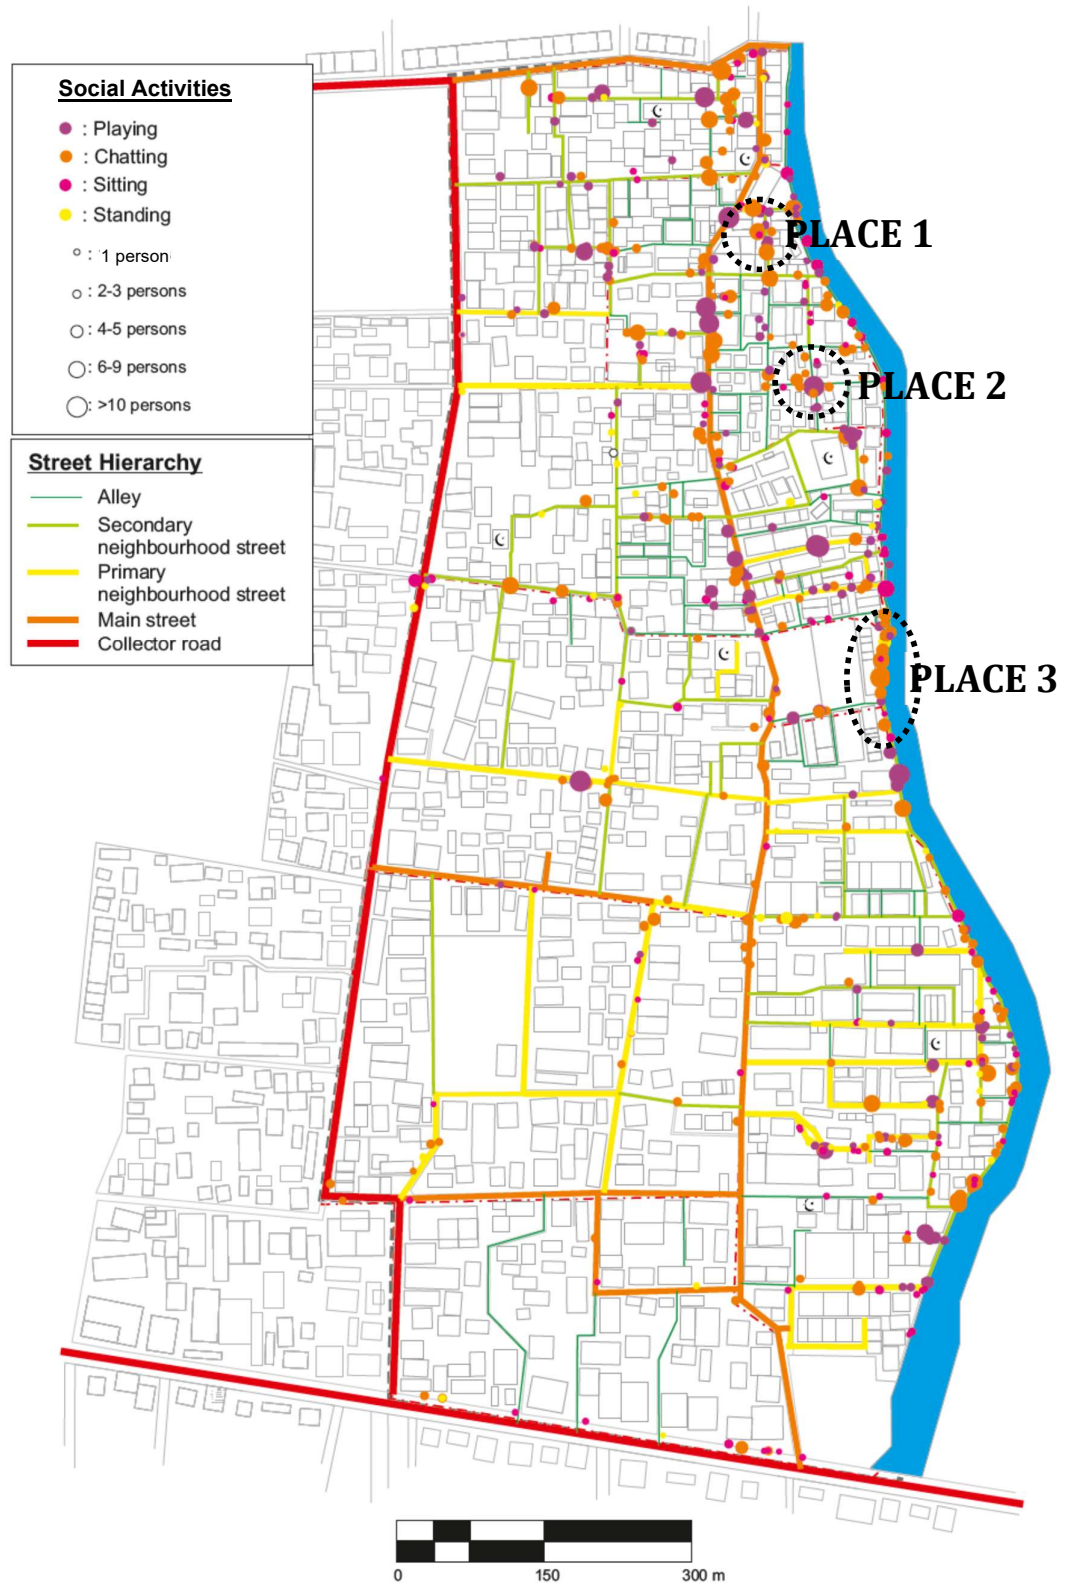 Social Activities
: Playing
: Chatting
: Sitting
: Standing
: 1 person
: 2-3 persons
: 4-5 persons
: 6-9 persons
: >10 persons
Street Hierarchy
Alley
Secondary
neighbourhood street
Primary
neighbourhood street
Main street
Collector road
PLACE 1
PLACE 2
PLACE 3
0 150 300 m